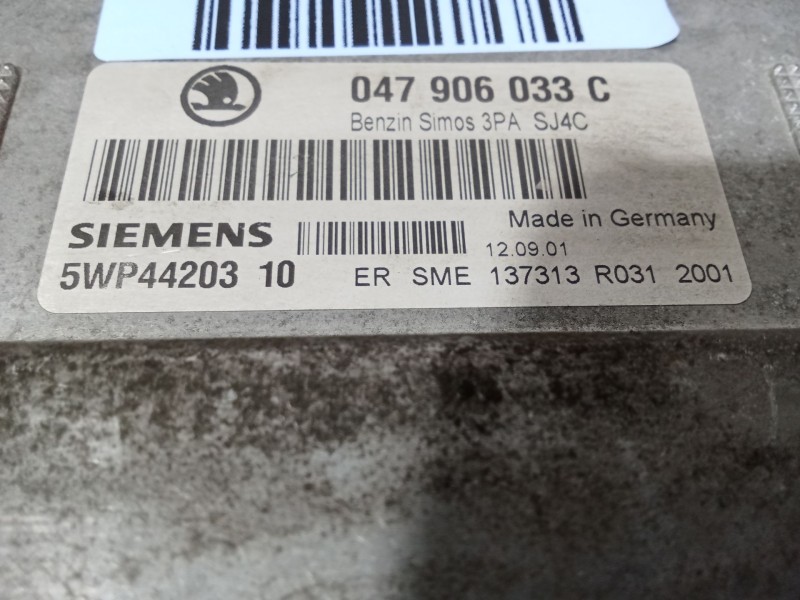 047 906 033 C
Benzin Simos 3PA SJ4C
Made in Germany
SIEMENS
12.09.01
5WP44203 10 ER SME 137313 R031 2001